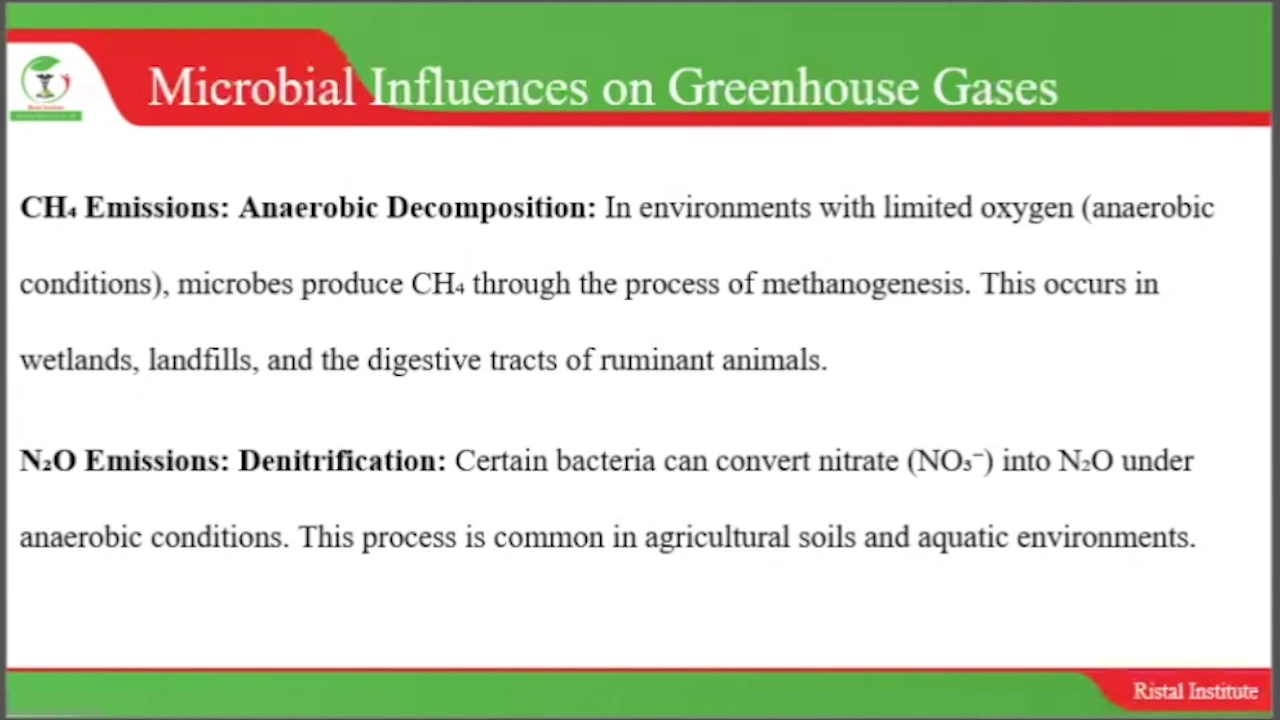 Microbial Influences on Greenhouse Gases
CH₄ Emissions: Anaerobic Decomposition: In environments with limited oxygen (anaerobic
conditions), microbes produce CH₄ through the process of methanogenesis. This occurs in
wetlands, landfills, and the digestive tracts of ruminant animals.
N₂O Emissions: Denitrification: Certain bacteria can convert nitrate (NO₃⁻) into N₂O under
anaerobic conditions. This process is common in agricultural soils and aquatic environments.
Ristal Institute